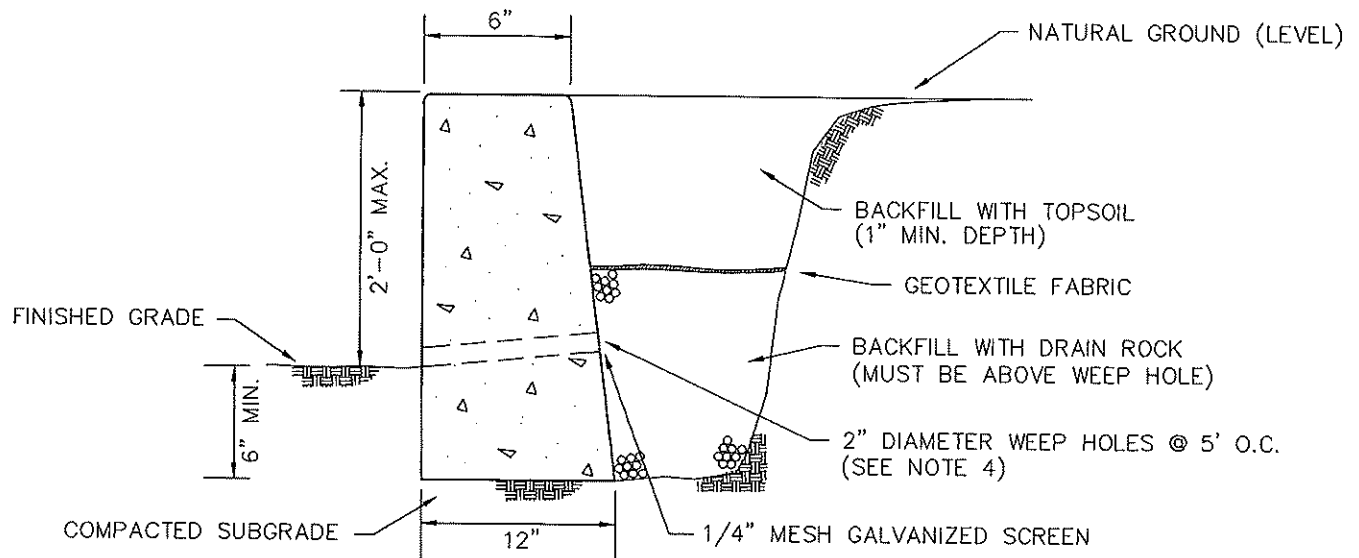 6"
NATURAL GROUND (LEVEL)
2'-0" MAX.
BACKFILL WITH TOPSOIL
(1" MIN. DEPTH)
GEOTEXTILE FABRIC
FINISHED GRADE
BACKFILL WITH DRAIN ROCK
(MUST BE ABOVE WEEP HOLE)
6" MIN.
2" DIAMETER WEEP HOLES @ 5' O.C.
(SEE NOTE 4)
COMPACTED SUBGRADE
12"
1/4" MESH GALVANIZED SCREEN